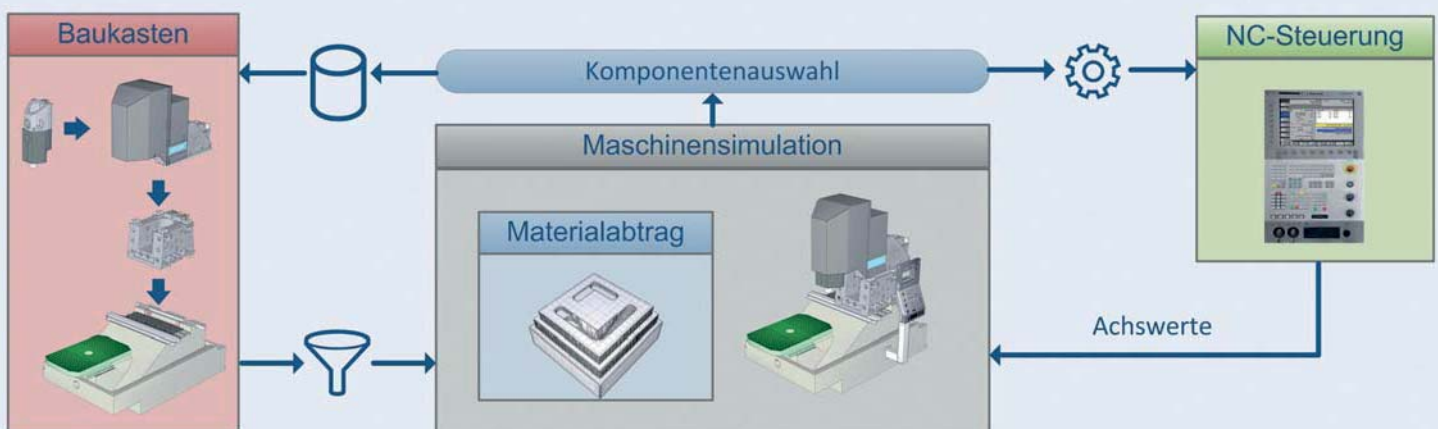 Baukasten
Komponentenauswahl
NC-Steuerung
Maschinensimulation
Materialabtrag
Achswerte